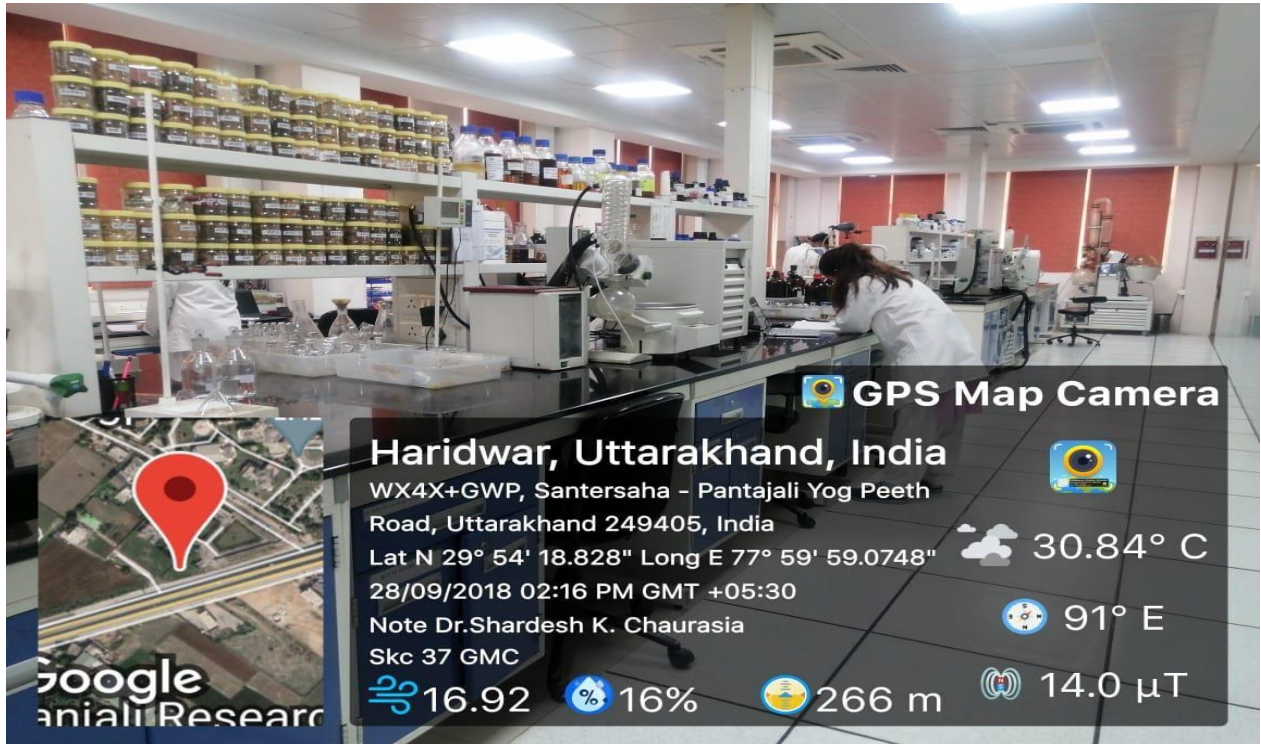 GPS Map Camera
Haridwar, Uttarakhand, India
WX4X+GWP, Santersaha - Pantajali Yog Peeth
Road, Uttarakhand 249405, India
Lat N 29° 54' 18.828" Long E 77° 59' 59.0748"
28/09/2018 02:16 PM GMT +05:30
Note Dr.Shardesh K. Chaurasia
Skc 37 GMC
16.92 16% 266 m
30.84° C
91° E
14.0 µT
Google
anjali Research